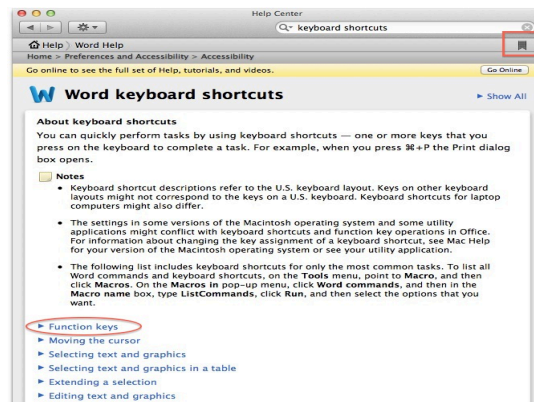 Help Center
keyboard shortcuts
Help
Word Help
Home > Preferences and Accessibility > Accessibility
Go online to see the full set of Help, tutorials, and videos.
Go Online
Word keyboard shortcuts
Show All
About keyboard shortcuts
You can quickly perform tasks by using keyboard shortcuts — one or more keys that you
press on the keyboard to complete a task. For example, when you press ⌘+P the Print dialog
box opens.
Notes
• Keyboard shortcut descriptions refer to the U.S. keyboard layout. Keys on other keyboard
layouts might not correspond to the keys on a U.S. keyboard. Keyboard shortcuts for laptop
computers might also differ.
• The settings in some versions of the Macintosh operating system and some utility
applications might conflict with keyboard shortcuts and function key operations in Office.
For information about changing the key assignment of a keyboard shortcut, see Mac Help
for your version of the Macintosh operating system or see your utility application.
• The following list includes keyboard shortcuts for only the most common tasks. To list all
Word commands and keyboard shortcuts, on the Tools menu, point to Macro, and then
click Macros. On the Macros in pop-up menu, click Word commands, and then in the
Macro name box, type ListCommands, click Run, and then select the options that you
want.
Function keys
Moving the cursor
Selecting text and graphics
Selecting text and graphics in a table
Extending a selection
Editing text and graphics